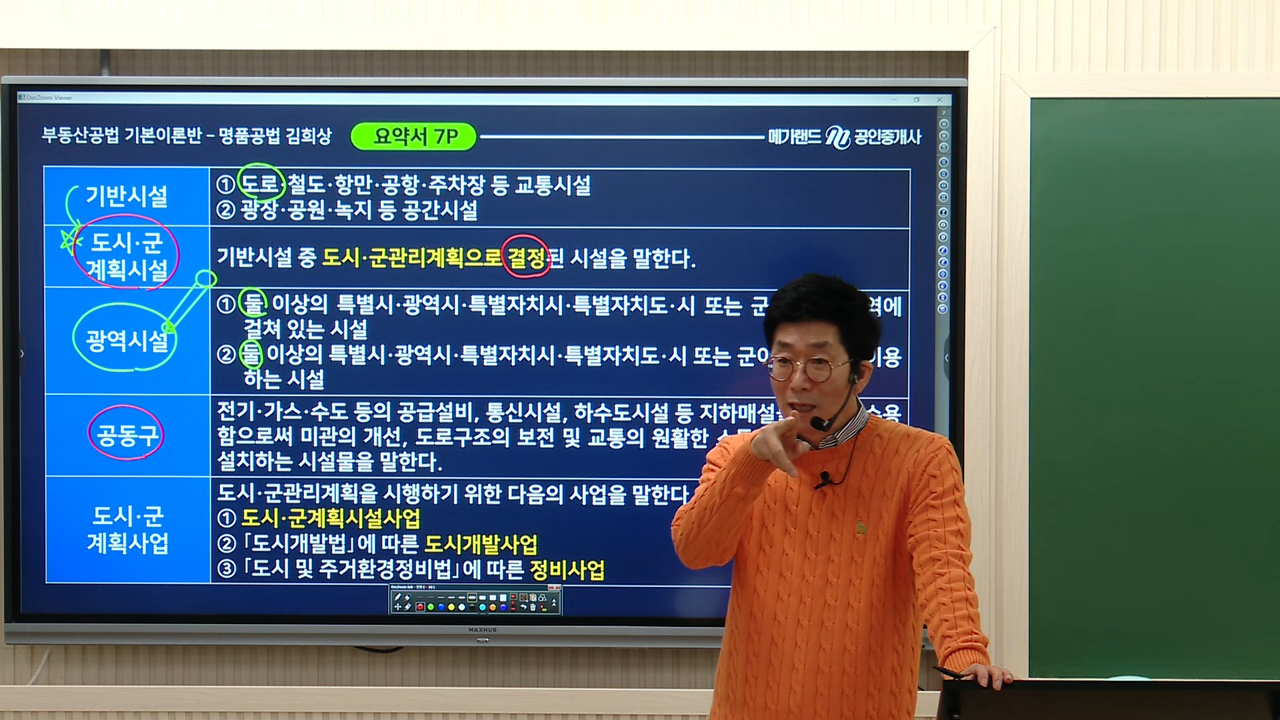 DocZoom Viewer
부동산공법 기본이론반 – 명품공법 김희상
요약서 7P
메가랜드 공인중개사
기반시설
① 도로·철도·항만·공항·주차장 등 교통시설
② 광장·공원·녹지 등 공간시설
도시·군
계획시설
기반시설 중 도시·군관리계획으로 결정된 시설을 말한다.
광역시설
① 둘 이상의 특별시·광역시·특별자치시·특별자치도·시 또는 군
걸쳐 있는 시설
② 둘 이상의 특별시·광역시·특별자치시·특별자치도·시 또는 군이 이용
하는 시설
공동구
전기·가스·수도 등의 공급설비, 통신시설, 하수도시설 등 지하매설
함으로써 미관의 개선, 도로구조의 보전 및 교통의 원활한
설치하는 시설물을 말한다.
도시·군
계획사업
도시·군관리계획을 시행하기 위한 다음의 사업을 말한다
① 도시·군계획시설사업
② 「도시개발법」에 따른 도시개발사업
③ 「도시 및 주거환경정비법」에 따른 정비사업
MAXHUB